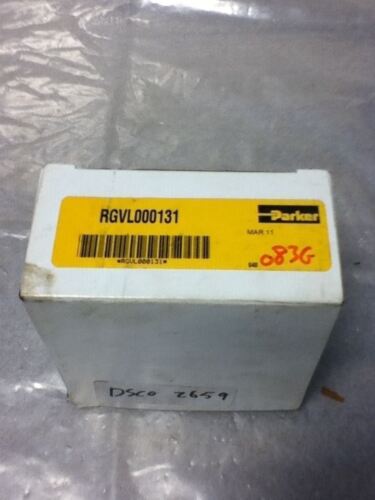 RGVL000131
Parker
MAR 11
*RGVL000131*
083G
DSCO 2659